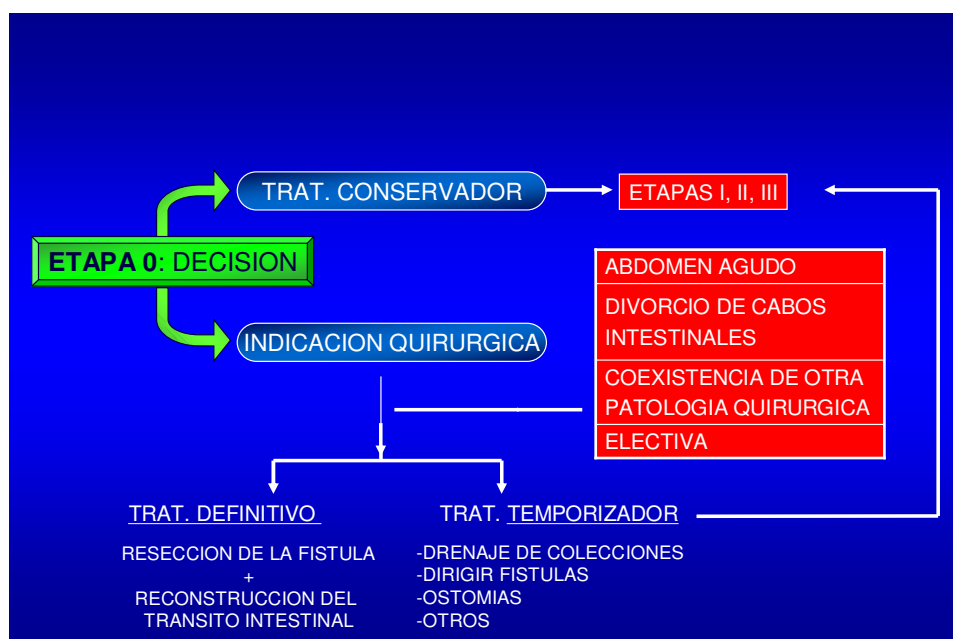 TRAT. CONSERVADOR
ETAPAS I, II, III
ETAPA 0: DECISION
INDICACION QUIRURGICA
ABDOMEN AGUDO
DIVORCIO DE CABOS
INTESTINALES
COEXISTENCIA DE OTRA
PATOLOGIA QUIRURGICA
ELECTIVA
TRAT. DEFINITIVO
RESECCION DE LA FISTULA
+
RECONSTRUCCION DEL
TRANSITO INTESTINAL
TRAT. TEMPORIZADOR
-DRENAJE DE COLECCIONES
-DIRIGIR FISTULAS
-OSTOMIAS
-OTROS